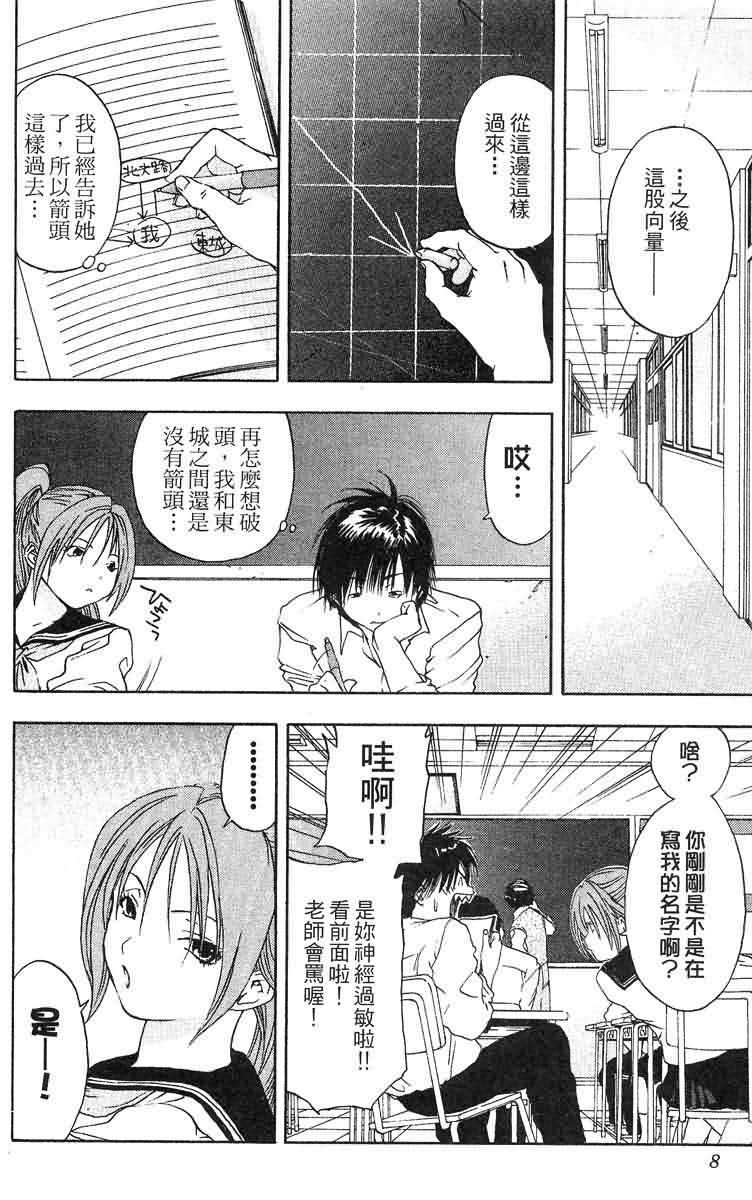 …之後
這股向量——
從這邊這樣
過來…
我已經告訴她
了，所以箭頭
這樣過去…
北大路
我
東城
哎…
再怎麼想破
頭，我和東
城之間還是
沒有箭頭…
ひょこっ
啥？
你剛剛是不是在
寫我的名字啊？
哇啊!!
是妳神經過敏啦!!
看前面啦！
老師會罵喔！
………
是—！
8